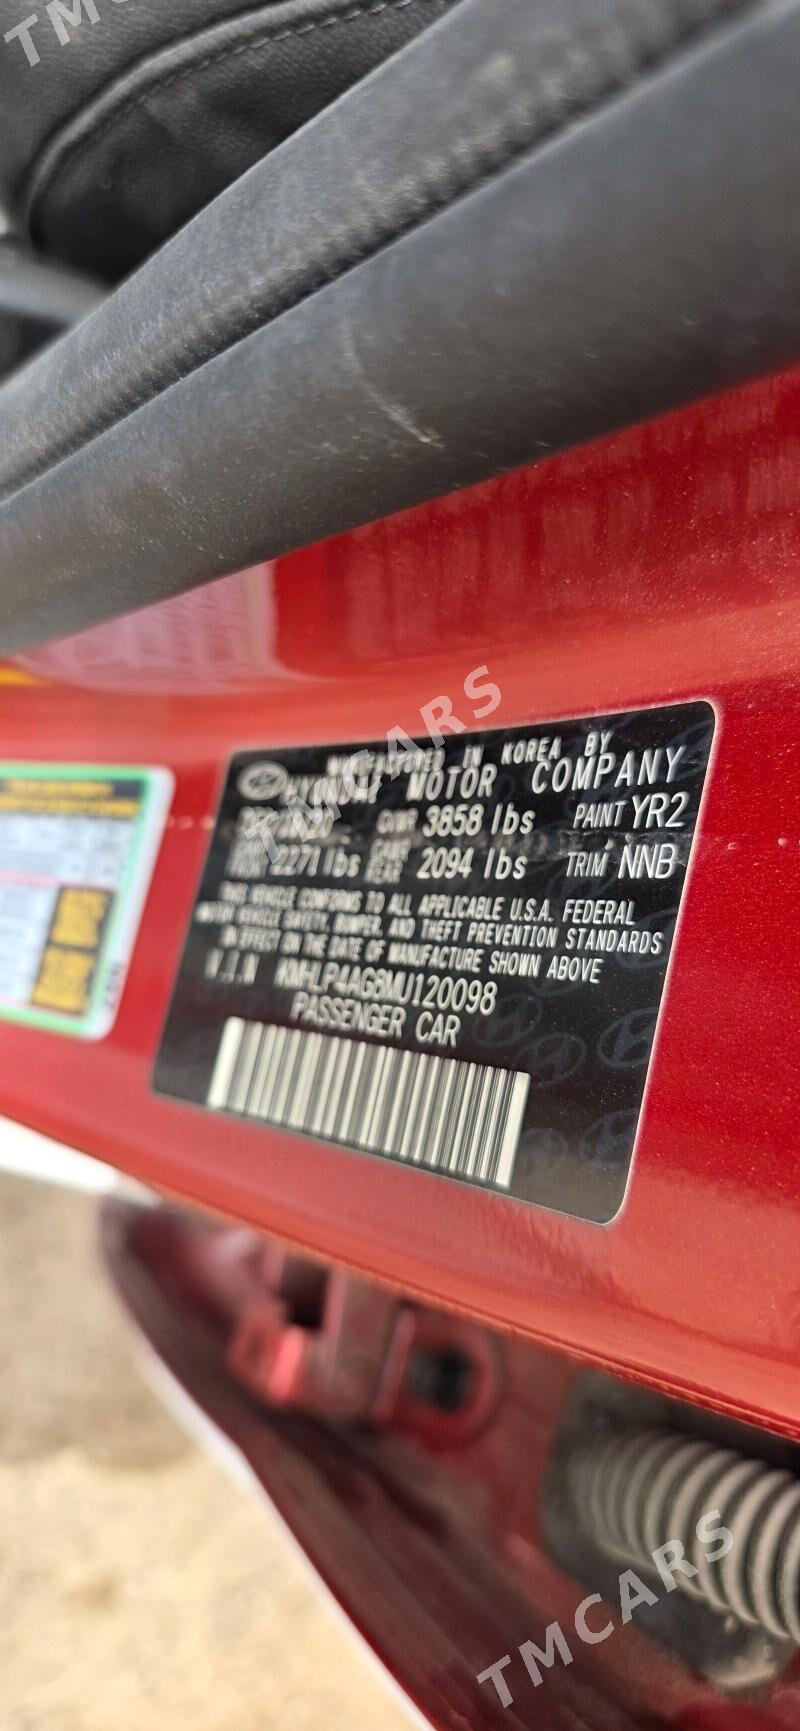 TMCARS
MANUFACTURED IN KOREA BY
HYUNDAI MOTOR COMPANY
GVWR 3858 lbs PAINT YR2
2271 lbs GAWR REAR 2094 lbs TRIM NNB
THIS VEHICLE CONFORMS TO ALL APPLICABLE U.S.A. FEDERAL
MOTOR VEHICLE SAFETY, BUMPER, AND THEFT PREVENTION STANDARDS
IN EFFECT ON THE DATE OF MANUFACTURE SHOWN ABOVE
V.I.N KMHLP4AG8MU120098
PASSENGER CAR
TMCARS
TMCARS